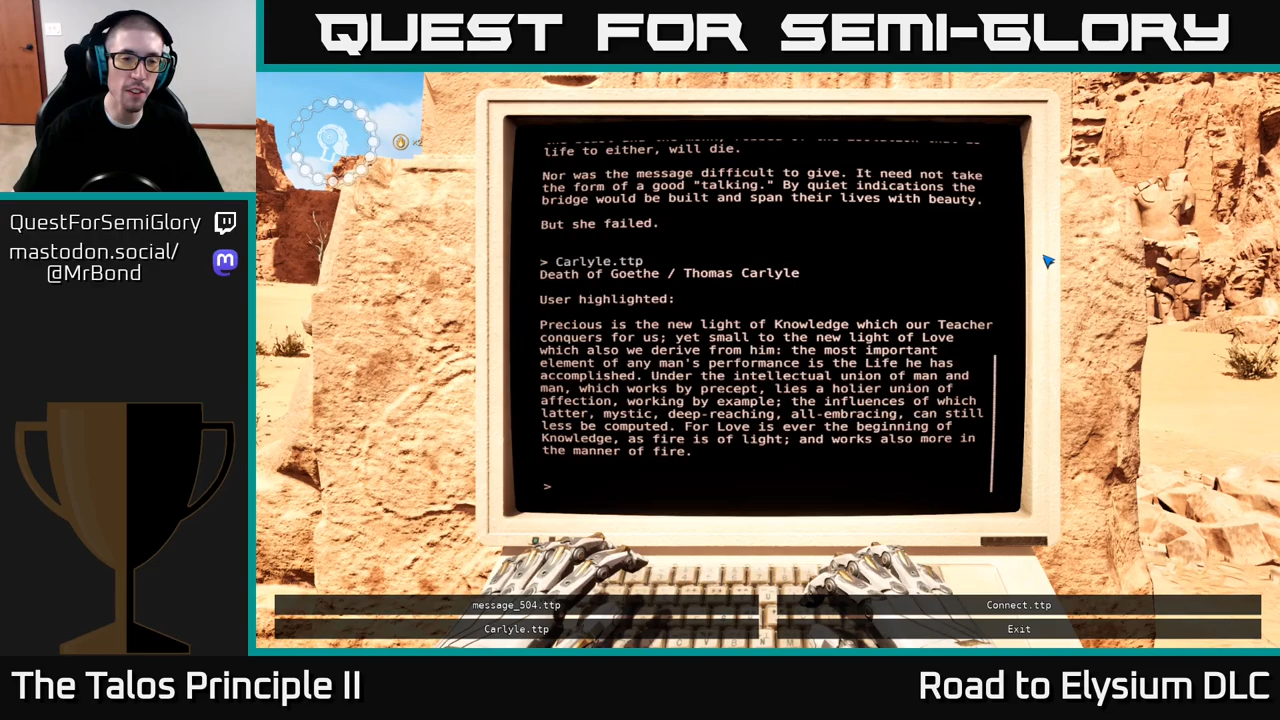 QUEST FOR SEMI-GLORY
QuestForSemiGlory
mastodon.social/
@MrBond
life to either, will die.
Nor was the message difficult to give. It need not take
the form of a good "talking." By quiet indications the
bridge would be built and span their lives with beauty.
But she failed.
> Carlyle.ttp
Death of Goethe / Thomas Carlyle
User highlighted:
Precious is the new light of Knowledge which our Teacher
conquers for us; yet small to the new light of Love
which also we derive from him: the most important
element of any man's performance is the Life he has
accomplished. Under the intellectual union of man and
man, which works by precept, lies a holier union of
affection, working by example; the influences of which
latter, mystic, deep-reaching, all-embracing, can still
less be computed. For Love is ever the beginning of
Knowledge, as fire is of light; and works also more in
the manner of fire.
>
message_504.ttp
Connect.ttp
Carlyle.ttp
Exit
The Talos Principle II
Road to Elysium DLC